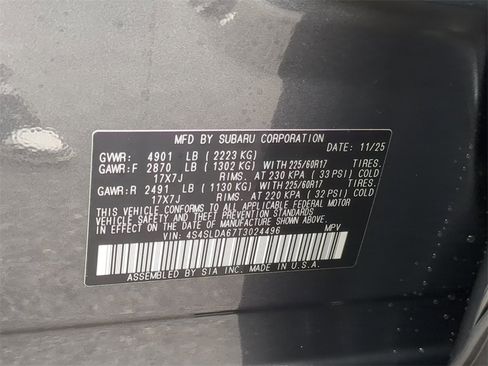 MFD BY SUBARU CORPORATION DATE: 11/25
GVWR: 4901 LB ( 2223 KG)
GAWR:F 2870 LB ( 1302 KG) WITH 225/60R17 TIRES.
17X7J RIMS. AT 230 KPA ( 33 PSI) COLD
GAWR:R 2491 LB ( 1130 KG) WITH 225/60R17 TIRES.
17X7J RIMS. AT 220 KPA ( 32 PSI) COLD
THIS VEHICLE CONFORMS TO ALL APPLICABLE FEDERAL MOTOR
VEHICLE SAFETY AND THEFT PREVENTION STANDARDS
IN EFFECT ON THE DATE OF MANUFACTURE SHOWN ABOVE.
VIN: 4S4SLDA67T3024496 MPV
ASSEMBLED BY SIA INC. MADE IN U.S.A.